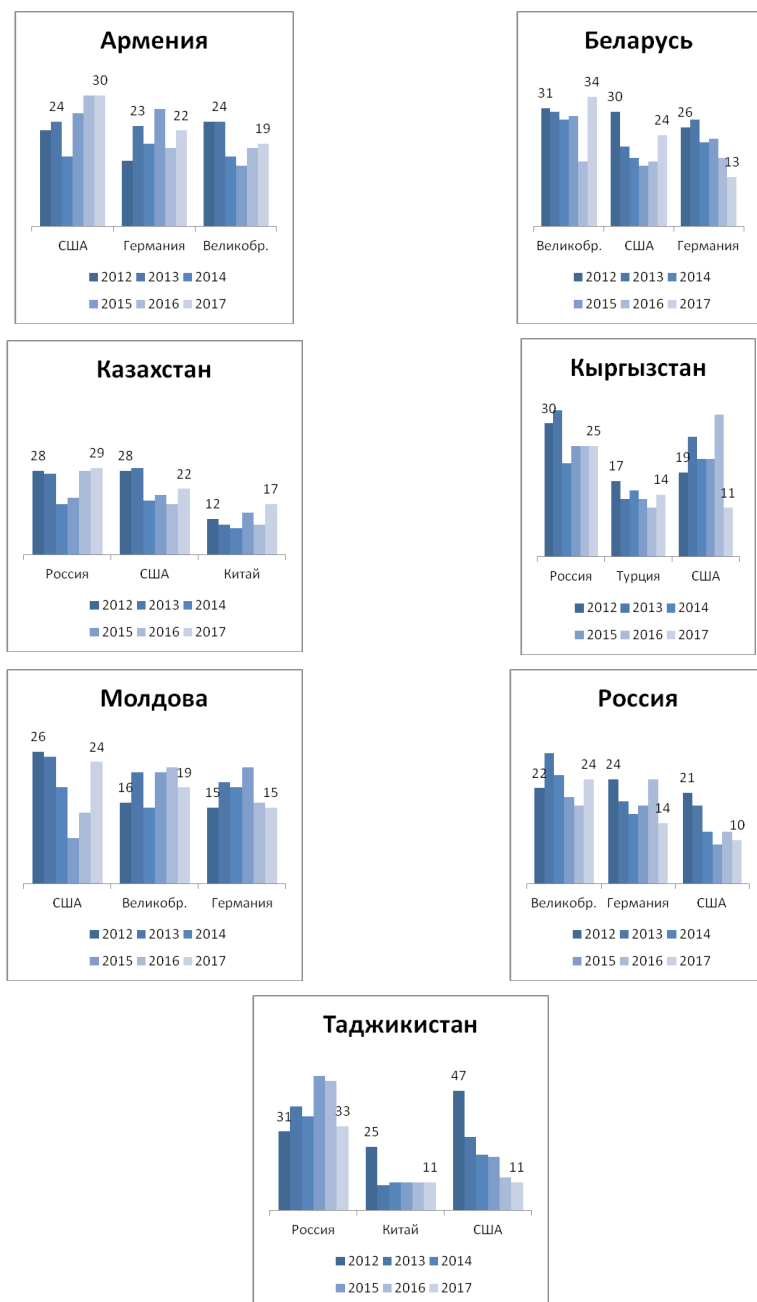 Армения
24 30 23 22 24 19
США Германия Великобр.
2012 2013 2014
2015 2016 2017
Беларусь
31 34 30 24 26 13
Великобр. США Германия
2012 2013 2014
2015 2016 2017
Казахстан
28 29 28 22 12 17
Россия США Китай
2012 2013 2014
2015 2016 2017
Кыргызстан
30 25 17 14 19 11
Россия Турция США
2012 2013 2014
2015 2016 2017
Молдова
26 24 16 19 15 15
США Великобр. Германия
2012 2013 2014
2015 2016 2017
Россия
22 24 24 14 21 10
Великобр. Германия США
2012 2013 2014
2015 2016 2017
Таджикистан
31 33 25 11 47 11
Россия Китай США
2012 2013 2014
2015 2016 2017